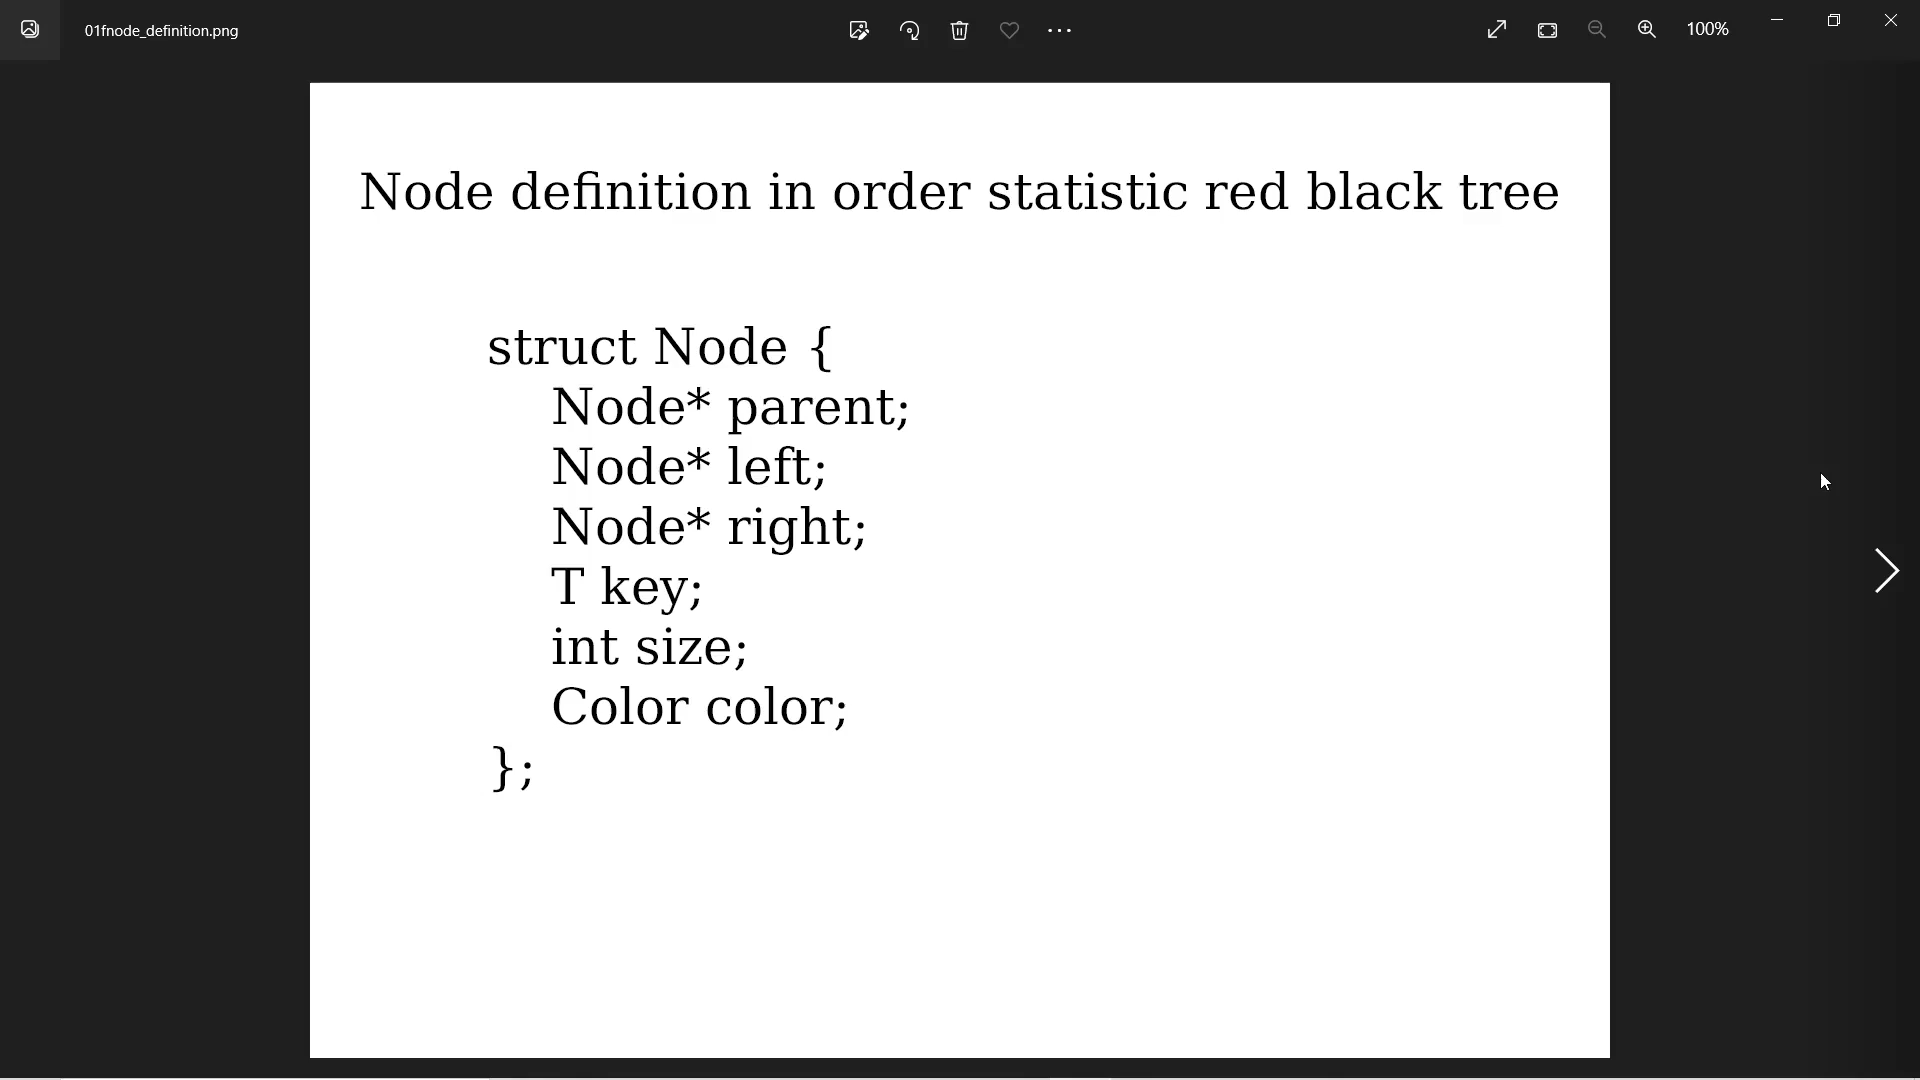 01fnode_definition.png
100%
Node definition in order statistic red black tree
struct Node {
Node* parent;
Node* left;
Node* right;
T key;
int size;
Color color;
};